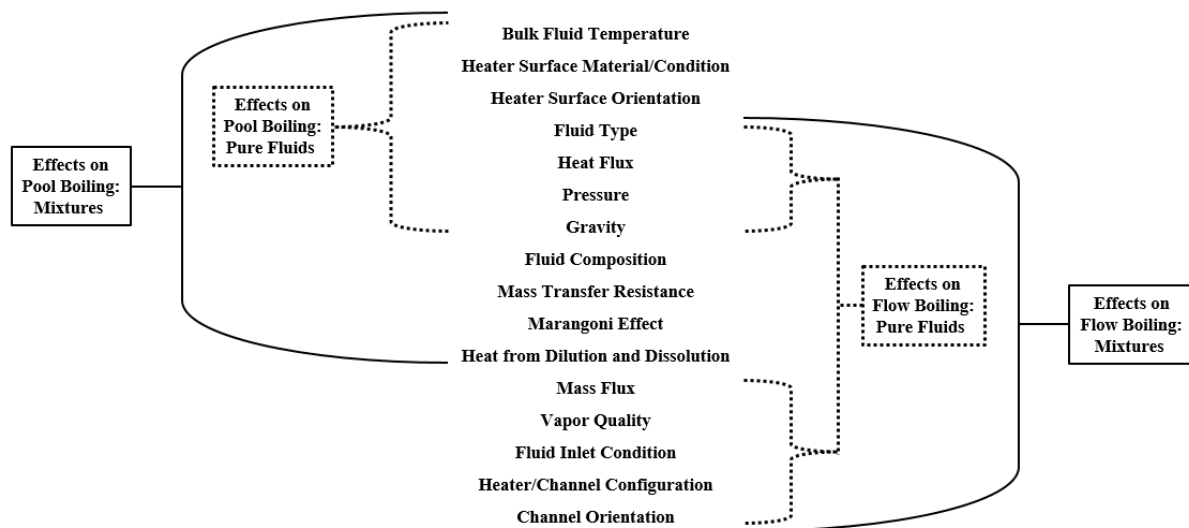 Bulk Fluid Temperature
Heater Surface Material/Condition
Heater Surface Orientation
Fluid Type
Heat Flux
Pressure
Gravity
Fluid Composition
Mass Transfer Resistance
Marangoni Effect
Heat from Dilution and Dissolution
Mass Flux
Vapor Quality
Fluid Inlet Condition
Heater/Channel Configuration
Channel Orientation
Effects on
Pool Boiling:
Pure Fluids
Effects on
Pool Boiling:
Mixtures
Effects on
Flow Boiling:
Pure Fluids
Effects on
Flow Boiling:
Mixtures